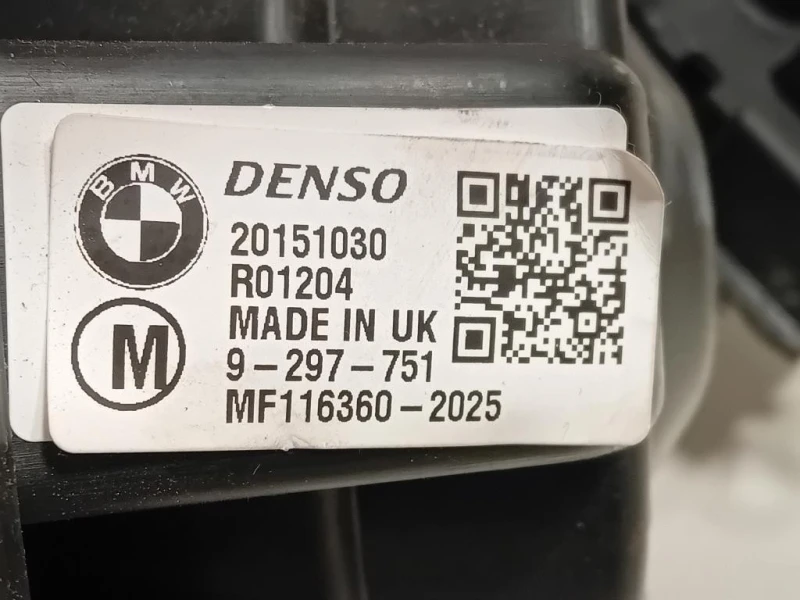 BMW
DENSO
20151030
R01204
MADE IN UK
M
9-297-751
MF116360-2025